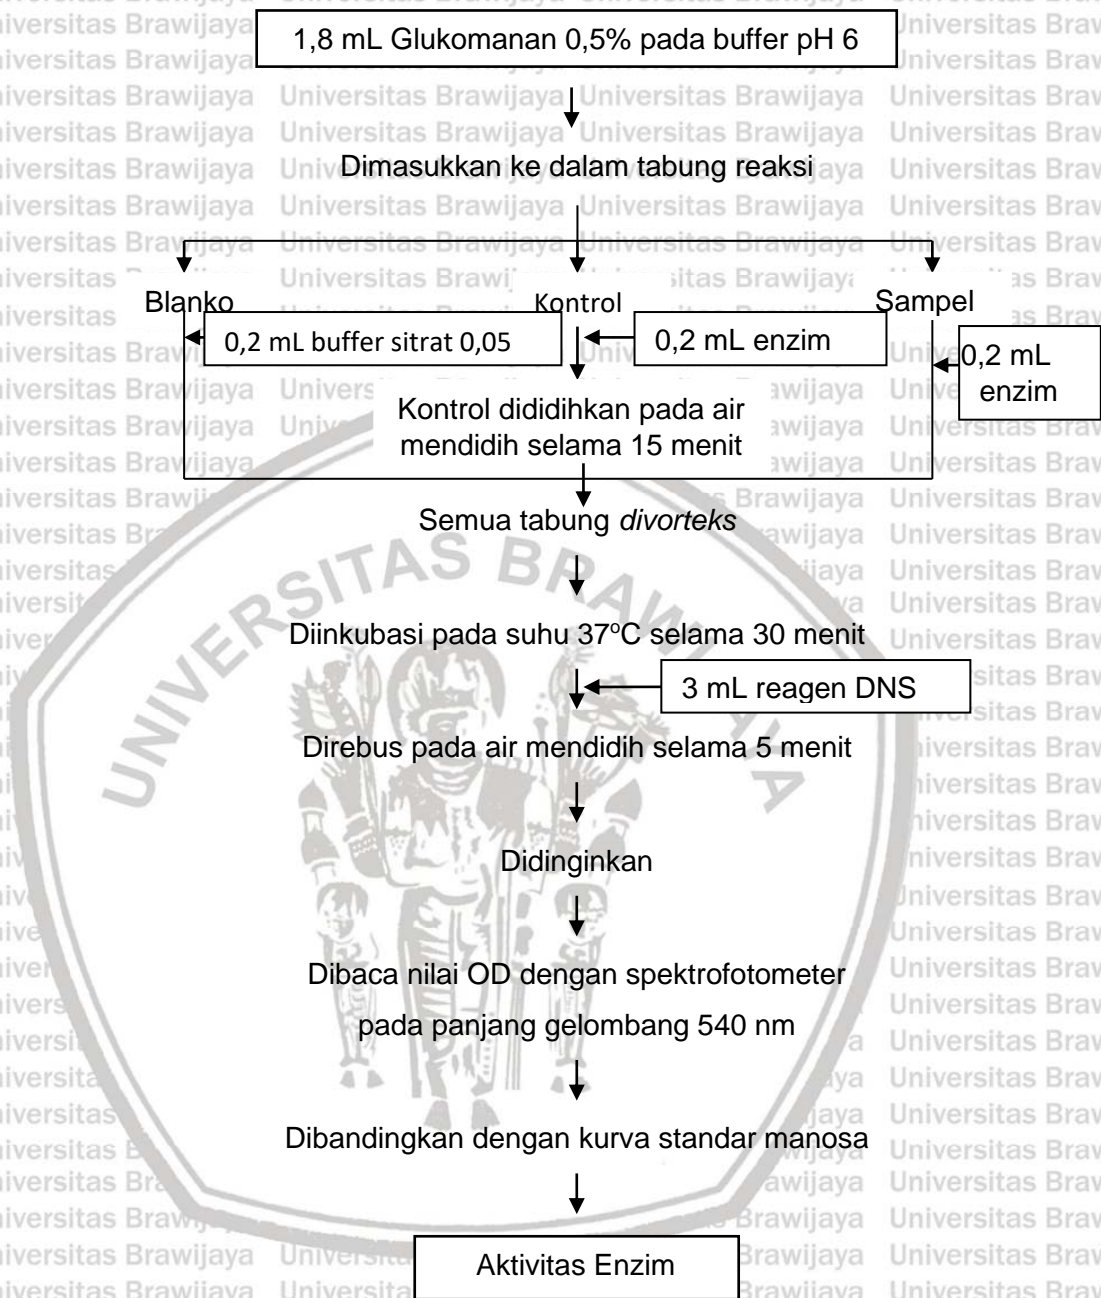 1,8 mL Glukomanan 0,5% pada buffer pH 6
Dimasukkan ke dalam tabung reaksi
Blanko
Kontrol
Sampel
0,2 mL buffer sitrat 0,05
0,2 mL enzim
0,2 mL
enzim
Kontrol dididihkan pada air
mendidih selama 15 menit
Semua tabung divorteks
Diinkubasi pada suhu 37°C selama 30 menit
3 mL reagen DNS
Direbus pada air mendidih selama 5 menit
Didinginkan
Dibaca nilai OD dengan spektrofotometer
pada panjang gelombang 540 nm
Dibandingkan dengan kurva standar manosa
Aktivitas Enzim
UNIVERSITAS BRAWIJAYA